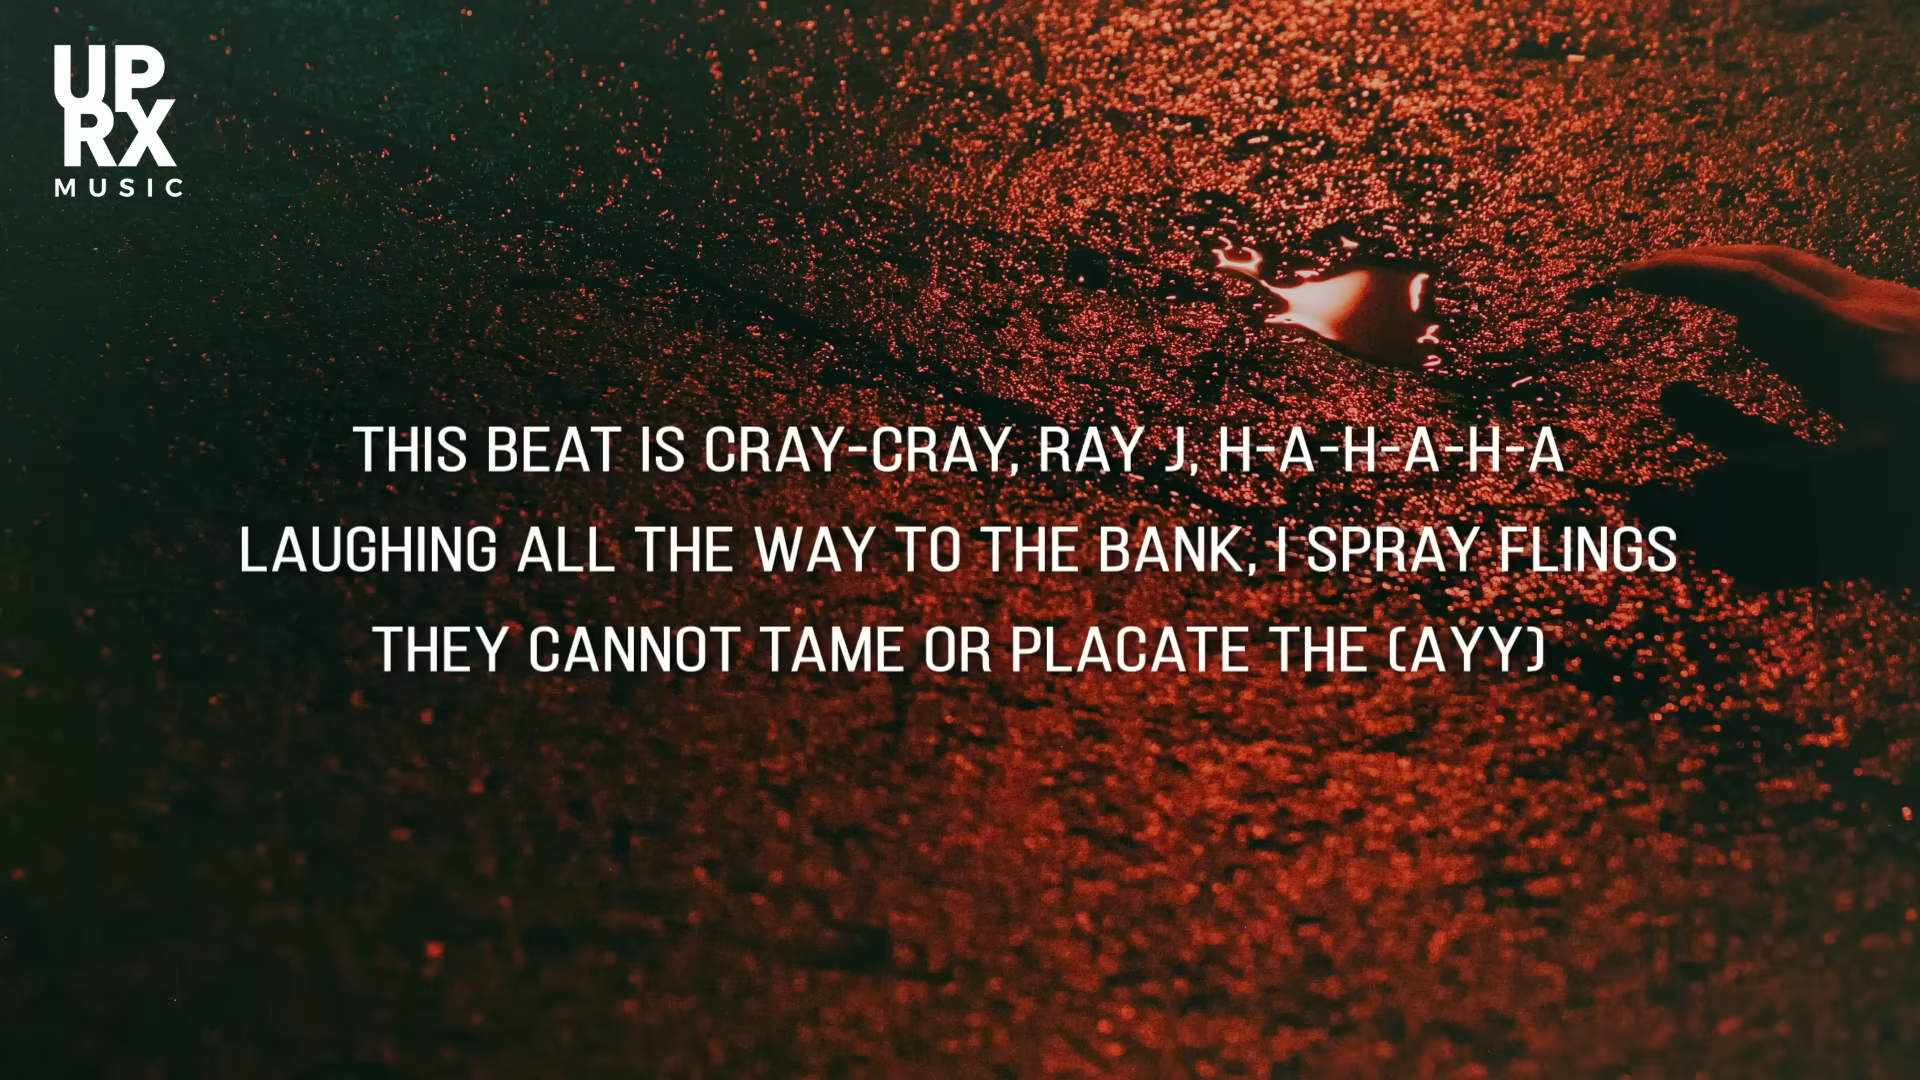 UP
RX
MUSIC
THIS BEAT IS CRAY-CRAY, RAY J, H-A-H-A-H-A
LAUGHING ALL THE WAY TO THE BANK, I SPRAY FLINGS
THEY CANNOT TAME OR PLACATE THE (AYY)